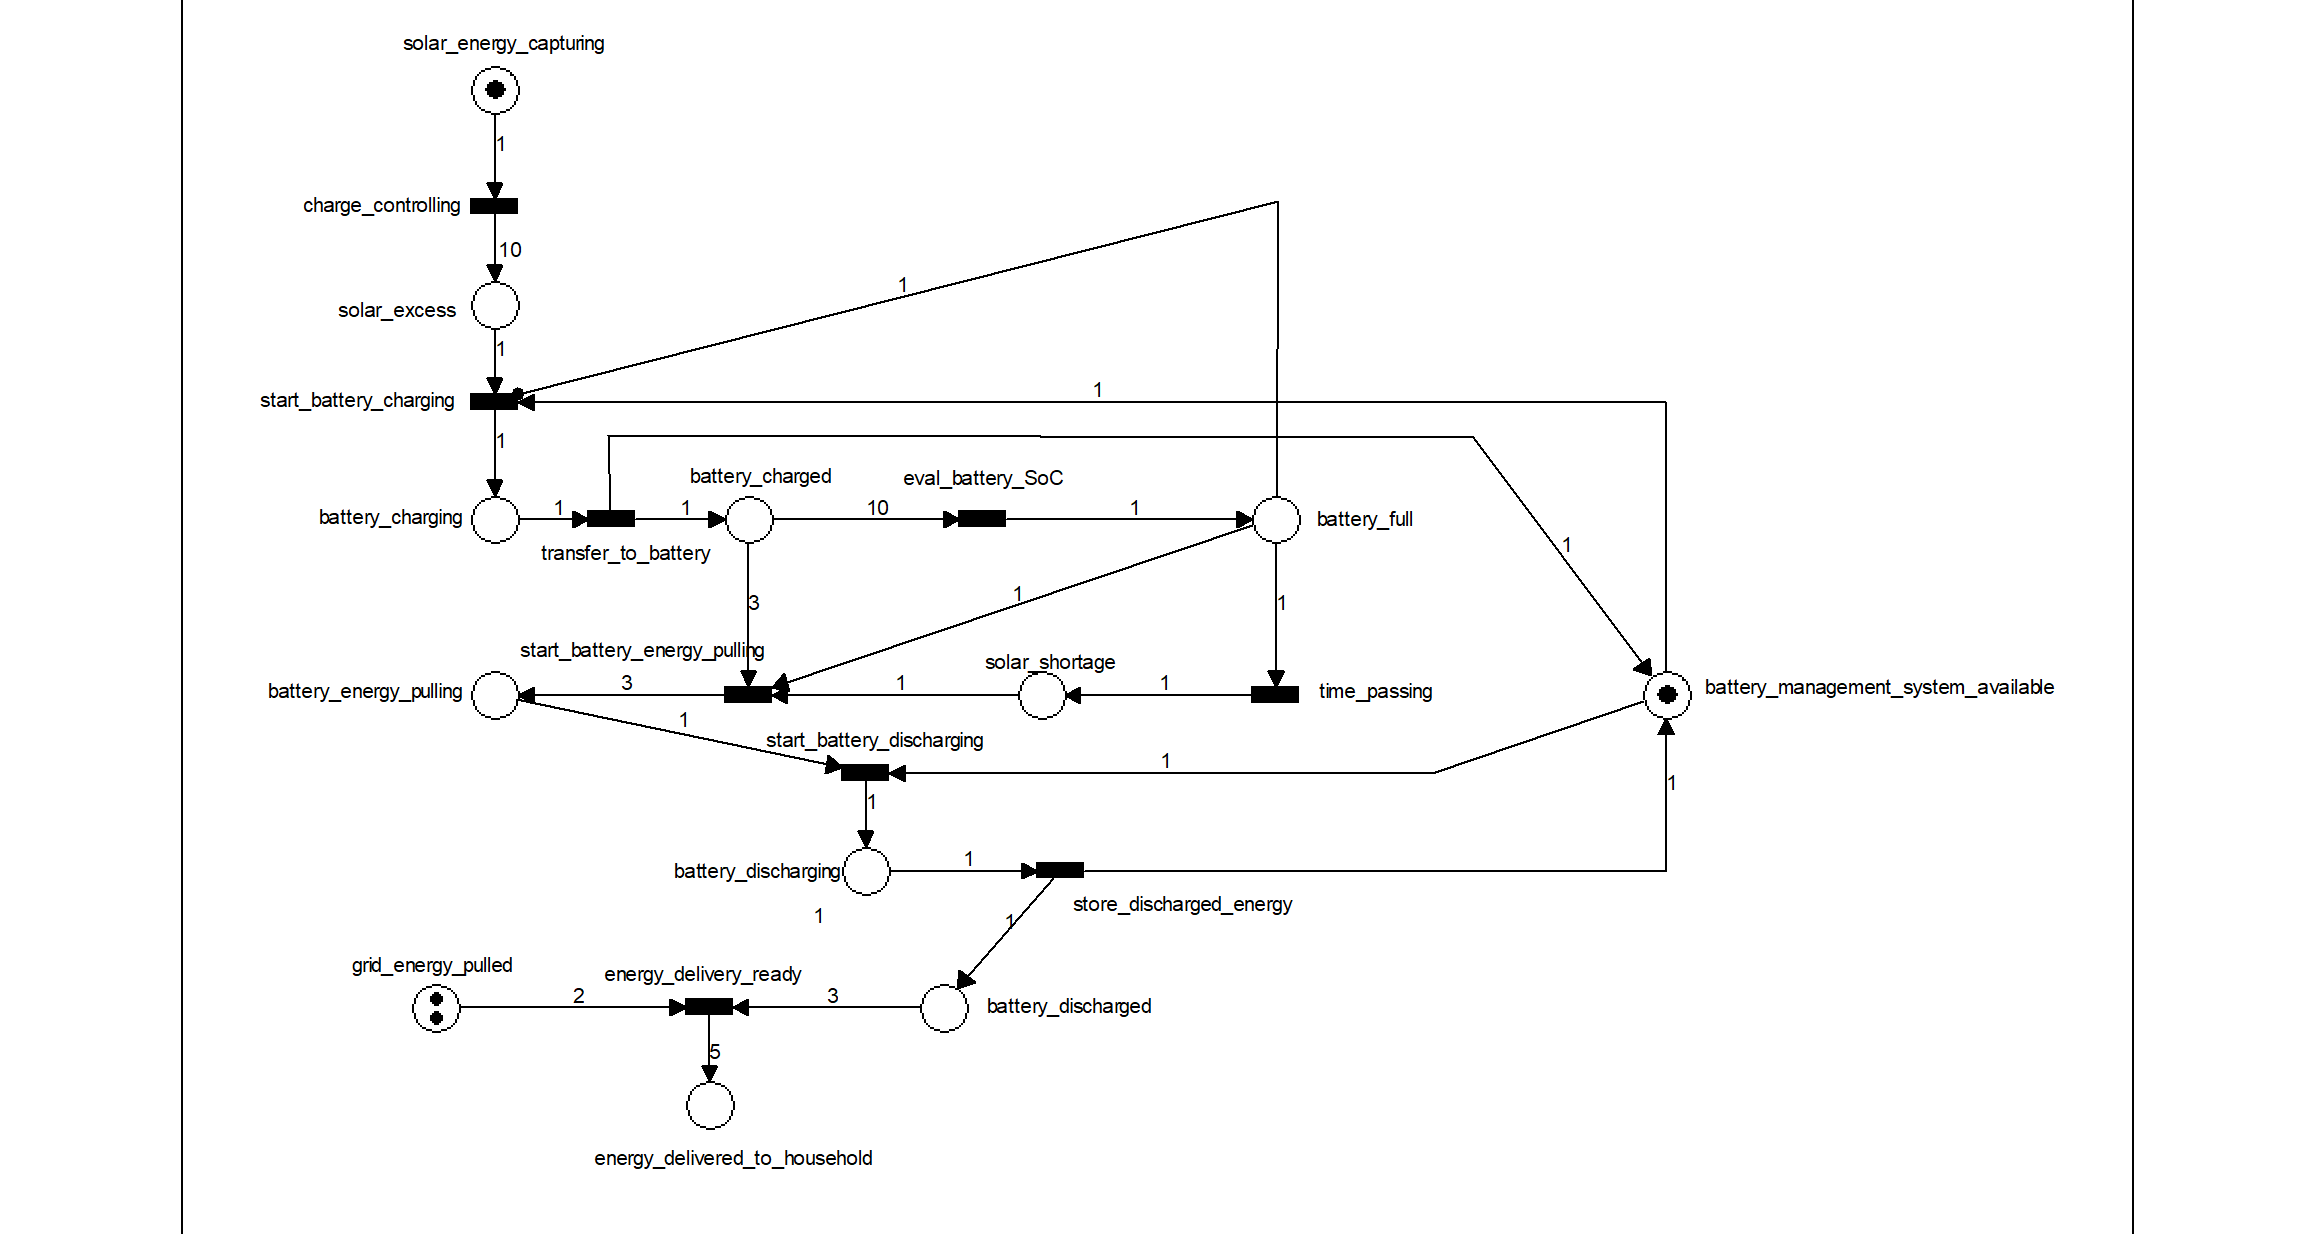 solar_energy_capturing
1
charge_controlling
10
solar_excess
1
1
start_battery_charging
1
1
battery_charged
eval_battery_SoC
battery_charging
1
1
10
1
battery_full
transfer_to_battery
1
3
1
1
start_battery_energy_pulling
solar_shortage
battery_energy_pulling
3
1
1
time_passing
battery_management_system_available
1
start_battery_discharging
1
1
1
battery_discharging
1
store_discharged_energy
1
1
grid_energy_pulled
energy_delivery_ready
2
3
battery_discharged
5
energy_delivered_to_household